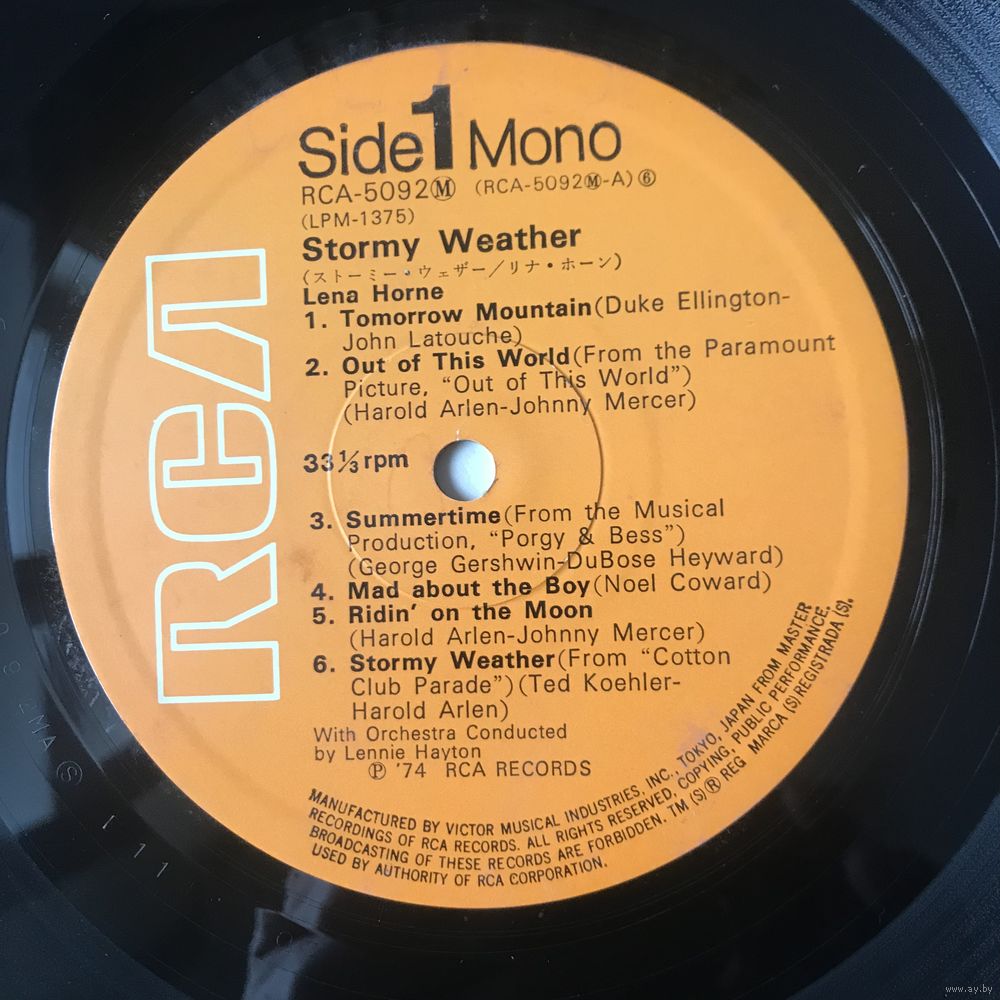 Side 1 Mono
RCA-5092Ⓜ (RCA-5092Ⓜ-A)⑥
(LPM-1375)
Stormy Weather
(ストーミー・ウェザー/リナ・ホーン)
Lena Horne
1. Tomorrow Mountain(Duke Ellington-
John Latouche)
2. Out of This World(From the Paramount
Picture, "Out of This World")
(Harold Arlen-Johnny Mercer)
33⅓rpm
3. Summertime(From the Musical
Production, "Porgy & Bess")
(George Gershwin-DuBose Heyward)
4. Mad about the Boy(Noel Coward)
5. Ridin' on the Moon
(Harold Arlen-Johnny Mercer)
6. Stormy Weather(From "Cotton
Club Parade")(Ted Koehler-
Harold Arlen)
With Orchestra Conducted
by Lennie Hayton
Ⓟ '74 RCA RECORDS
MANUFACTURED BY VICTOR MUSICAL INDUSTRIES, INC., TOKYO, JAPAN FROM MASTER
RECORDINGS OF RCA RECORDS. ALL RIGHTS RESERVED, COPYING, PUBLIC PERFORMANCE,
BROADCASTING OF THESE RECORDS ARE FORBIDDEN. TM (S)® REG MARCA (S)REGISTRADA (S).
USED BY AUTHORITY OF RCA CORPORATION.
RCA
www.ay.by